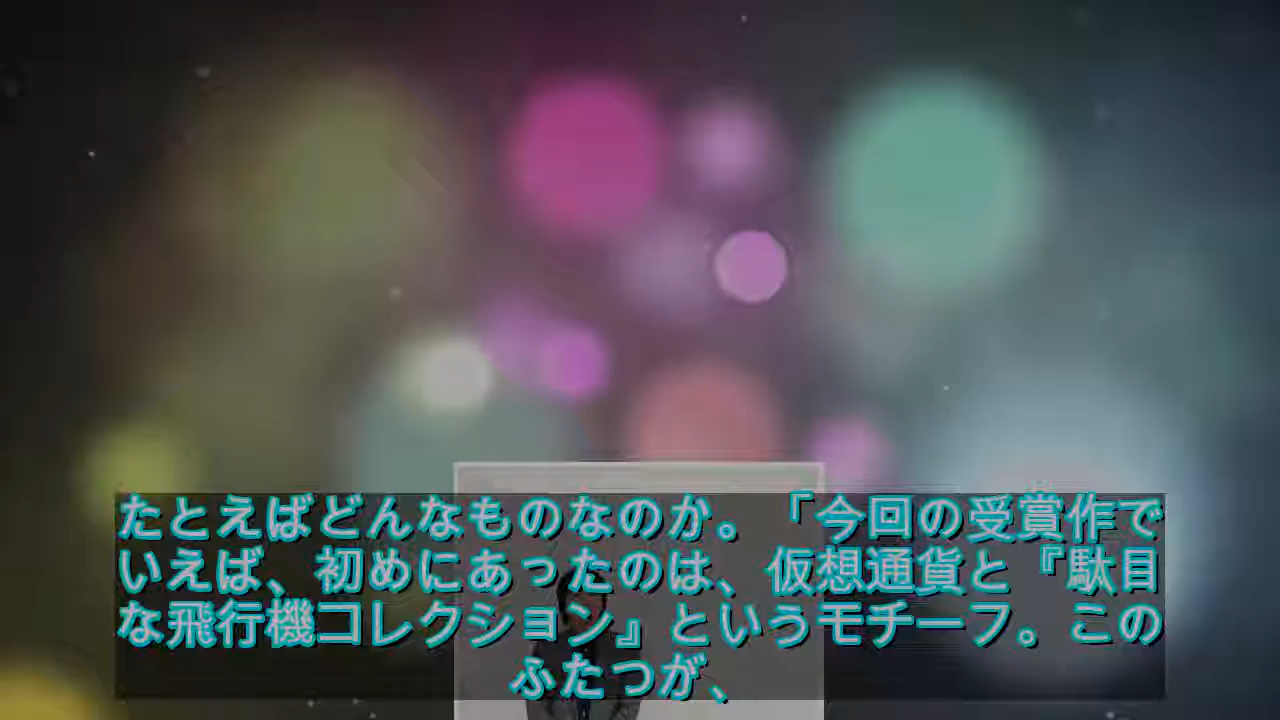 たとえばどんなものなのか。「今回の受賞作で
いえば、初めにあったのは、仮想通貨と『駄目
な飛行機コレクション』というモチーフ。この
ふたつが、